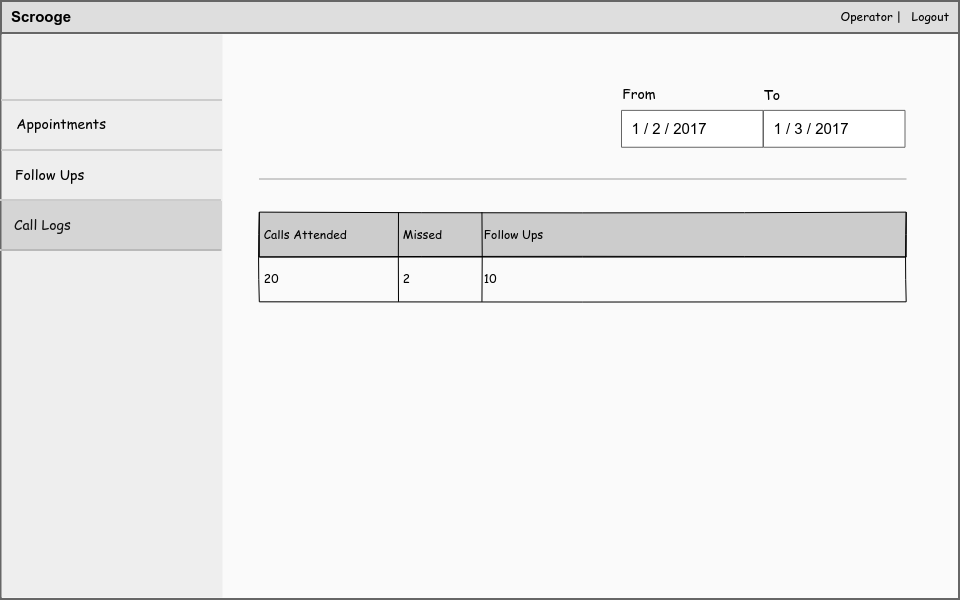 Scrooge
Operator | Logout
From To
1 / 2 / 2017 1 / 3 / 2017
Appointments
Follow Ups
Call Logs
Calls Attended Missed Follow Ups
20 2 10